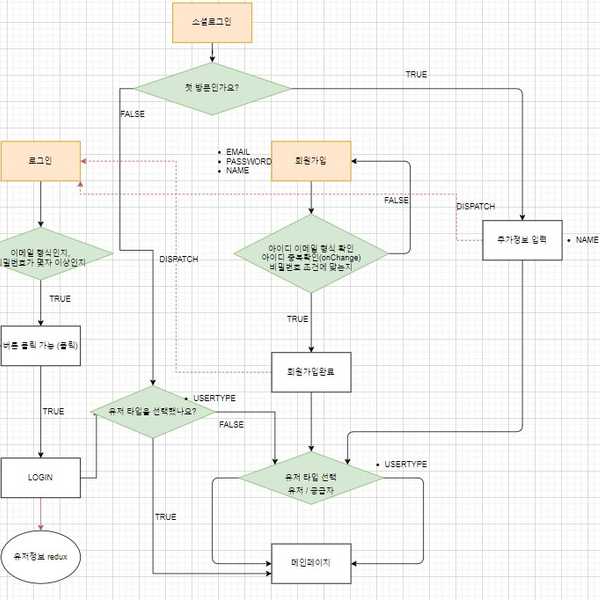 소셜로그인
첫 방문인가요?
TRUE
FALSE
로그인
EMAIL
PASSWORD
NAME
회원가입
FALSE
DISPATCH
추가정보 입력
NAME
이메일 형식인지,
비밀번호가 몇자 이상인지
DISPATCH
아이디 이메일 형식 확인
아이디 중복확인(onChange)
비밀번호 조건에 맞는지
TRUE
TRUE
버튼 클릭 가능 (클릭)
회원가입완료
TRUE
유저 타입을 선택했나요?
USERTYPE
FALSE
LOGIN
유저 타입 선택
유저 / 공급자
USERTYPE
TRUE
유저정보 redux
메인페이지